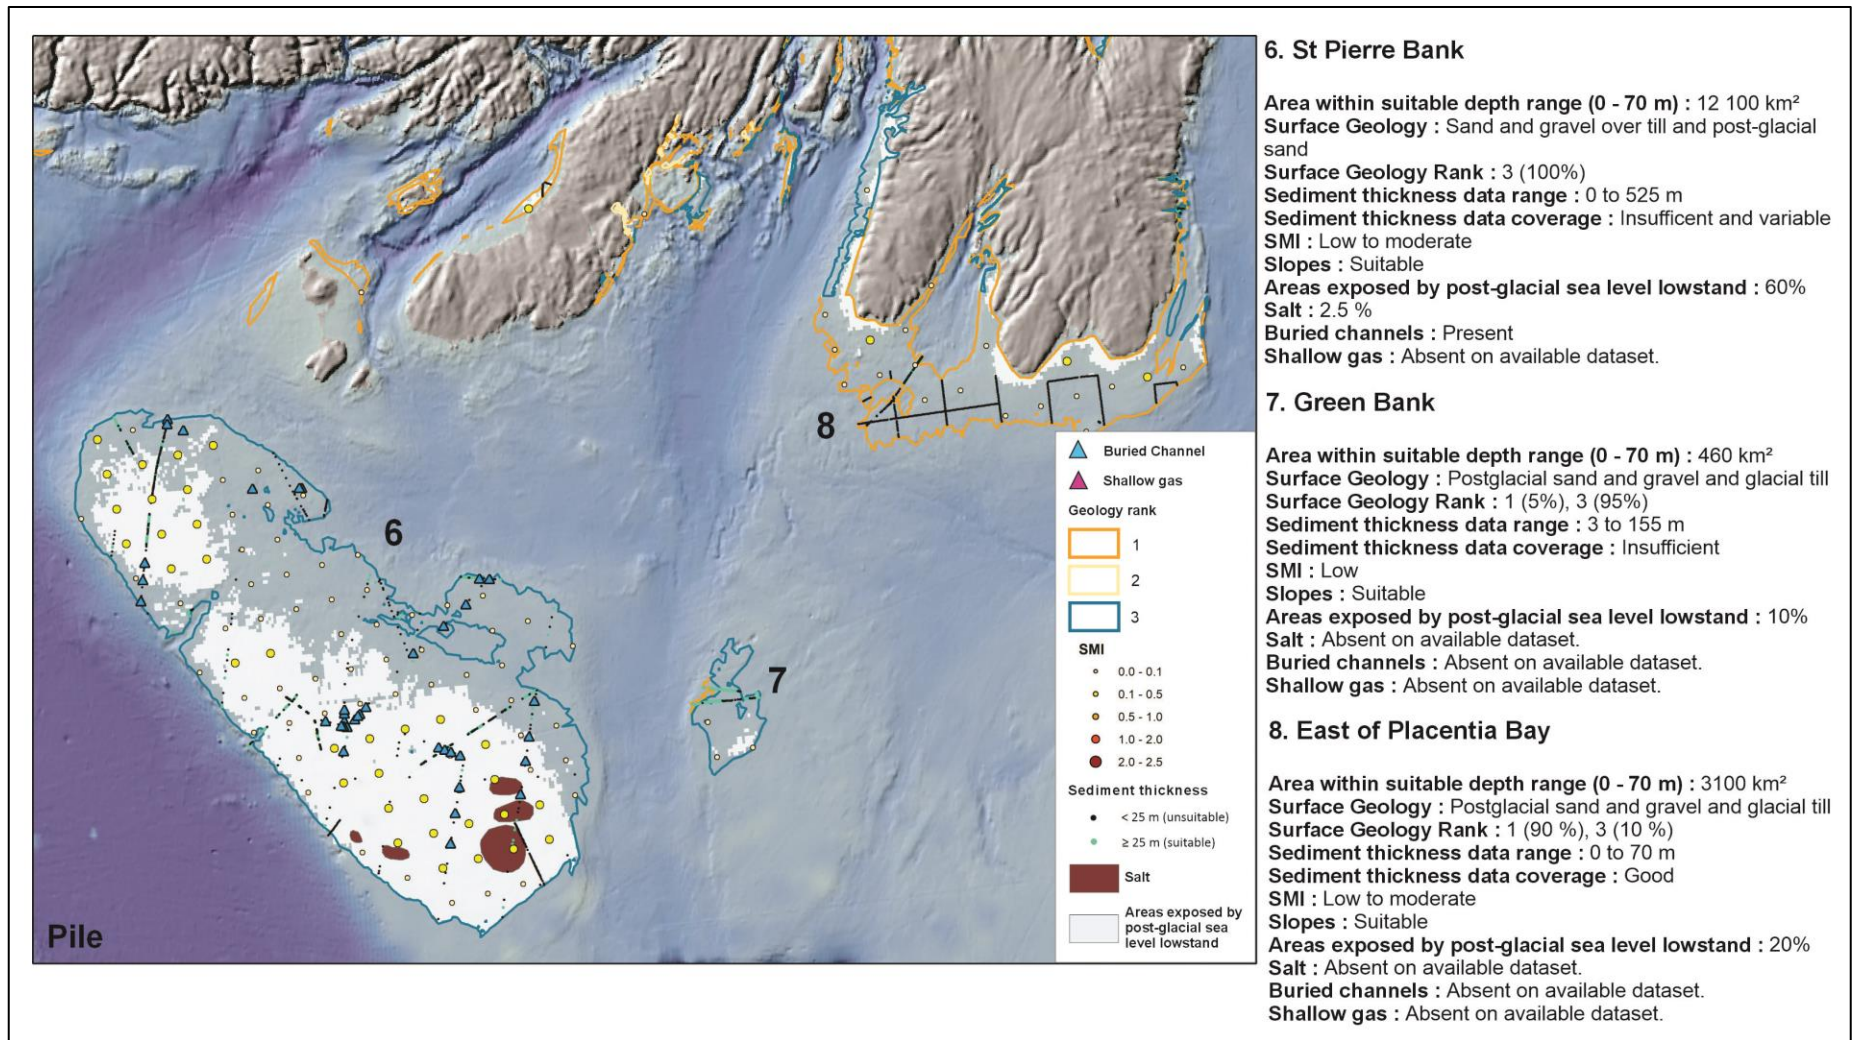 6. St Pierre Bank
Area within suitable depth range (0 - 70 m) : 12 100 km²
Surface Geology : Sand and gravel over till and post-glacial
sand
Surface Geology Rank : 3 (100%)
Sediment thickness data range : 0 to 525 m
Sediment thickness data coverage : Insufficent and variable
SMI : Low to moderate
Slopes : Suitable
Areas exposed by post-glacial sea level lowstand : 60%
Salt : 2.5 %
Buried channels : Present
Shallow gas : Absent on available dataset.
7. Green Bank
Area within suitable depth range (0 - 70 m) : 460 km²
Surface Geology : Postglacial sand and gravel and glacial till
Surface Geology Rank : 1 (5%), 3 (95%)
Sediment thickness data range : 3 to 155 m
Sediment thickness data coverage : Insufficient
SMI : Low
Slopes : Suitable
Areas exposed by post-glacial sea level lowstand : 10%
Salt : Absent on available dataset.
Buried channels : Absent on available dataset.
Shallow gas : Absent on available dataset.
8. East of Placentia Bay
Area within suitable depth range (0 - 70 m) : 3100 km²
Surface Geology : Postglacial sand and gravel and glacial till
Surface Geology Rank : 1 (90 %), 3 (10 %)
Sediment thickness data range : 0 to 70 m
Sediment thickness data coverage : Good
SMI : Low to moderate
Slopes : Suitable
Areas exposed by post-glacial sea level lowstand : 20%
Salt : Absent on available dataset.
Buried channels : Absent on available dataset.
Shallow gas : Absent on available dataset.
8
6
7
Pile
Buried Channel
Shallow gas
Geology rank
1
2
3
SMI
0.0 - 0.1
0.1 - 0.5
0.5 - 1.0
1.0 - 2.0
2.0 - 2.5
Sediment thickness
< 25 m (unsuitable)
≥ 25 m (suitable)
Salt
Areas exposed by
post-glacial sea
level lowstand